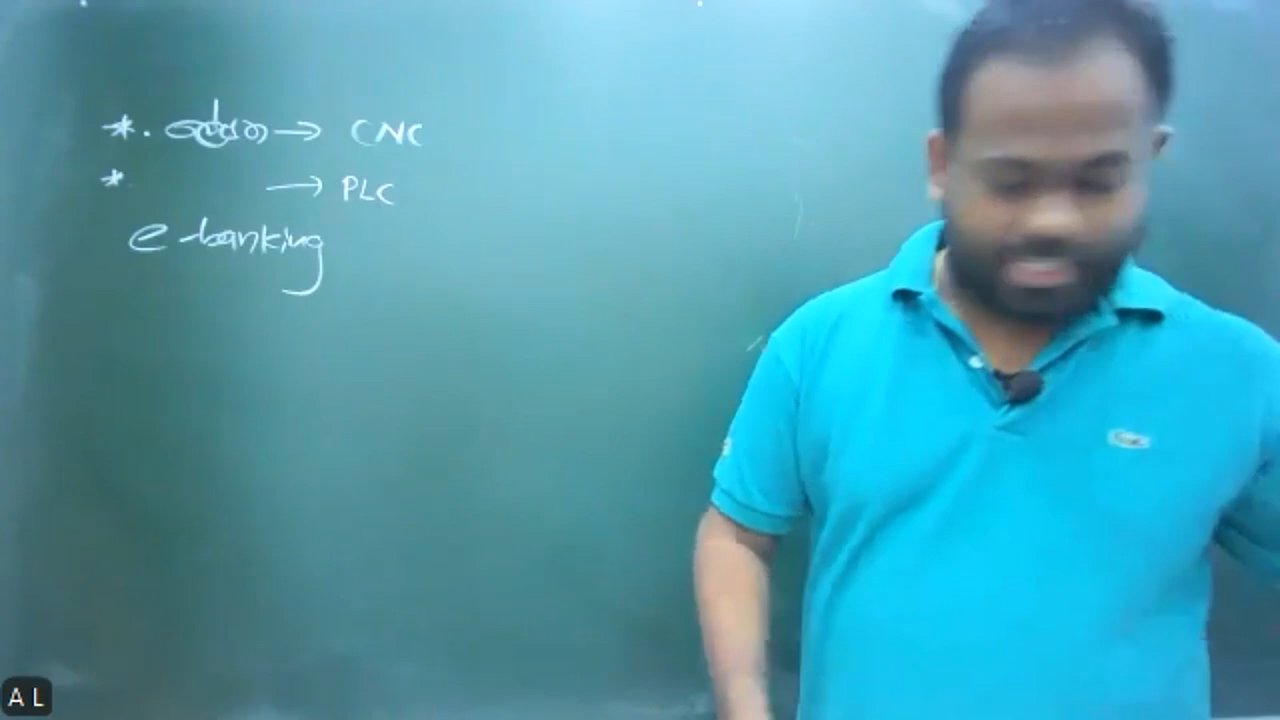 *. → CNC
* → PLC
e-banking
A L